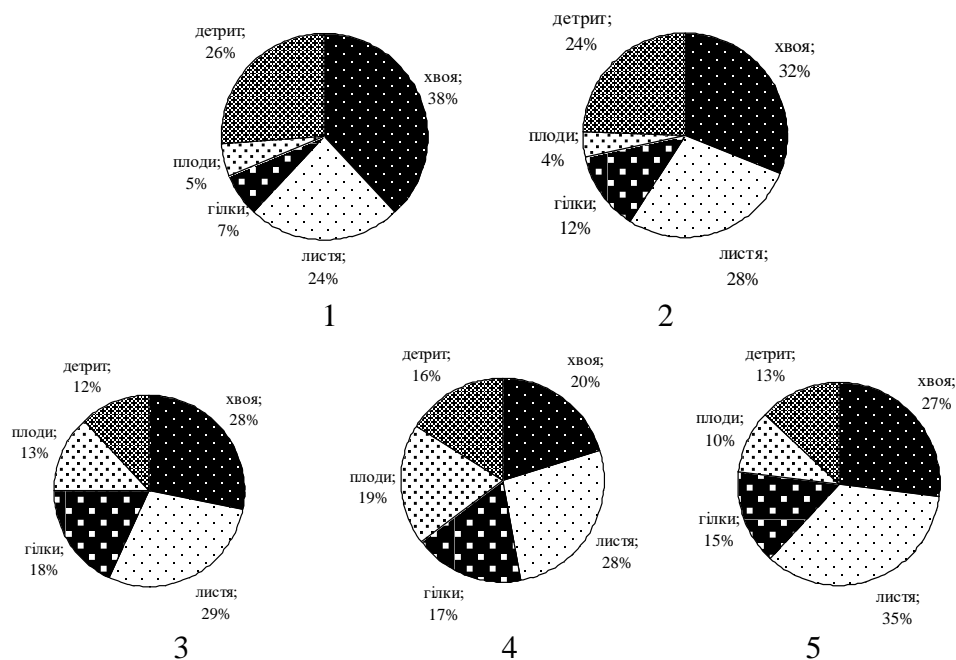 детрит;
26%
хвоя;
38%
плоди;
5%
гілки;
7%
листя;
24%
1
детрит;
24%
хвоя;
32%
плоди;
4%
гілки;
12%
листя;
28%
2
детрит;
12%
хвоя;
28%
плоди;
13%
гілки;
18%
листя;
29%
3
детрит;
16%
хвоя;
20%
плоди;
19%
листя;
28%
гілки;
17%
4
детрит;
13%
хвоя;
27%
плоди;
10%
гілки;
15%
листя;
35%
5